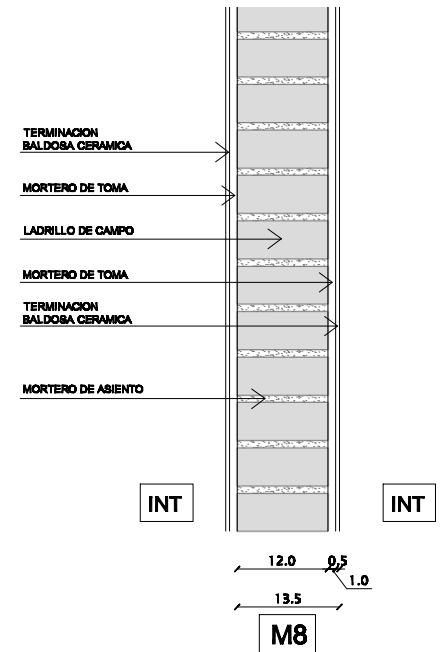 TERMINACION
BALDOSA CERAMICA
MORTERO DE TOMA
LADRILLO DE CAMPO
MORTERO DE TOMA
TERMINACION
BALDOSA CERAMICA
MORTERO DE ASIENTO
INT
INT
12.0
0.5
1.0
13.5
M8